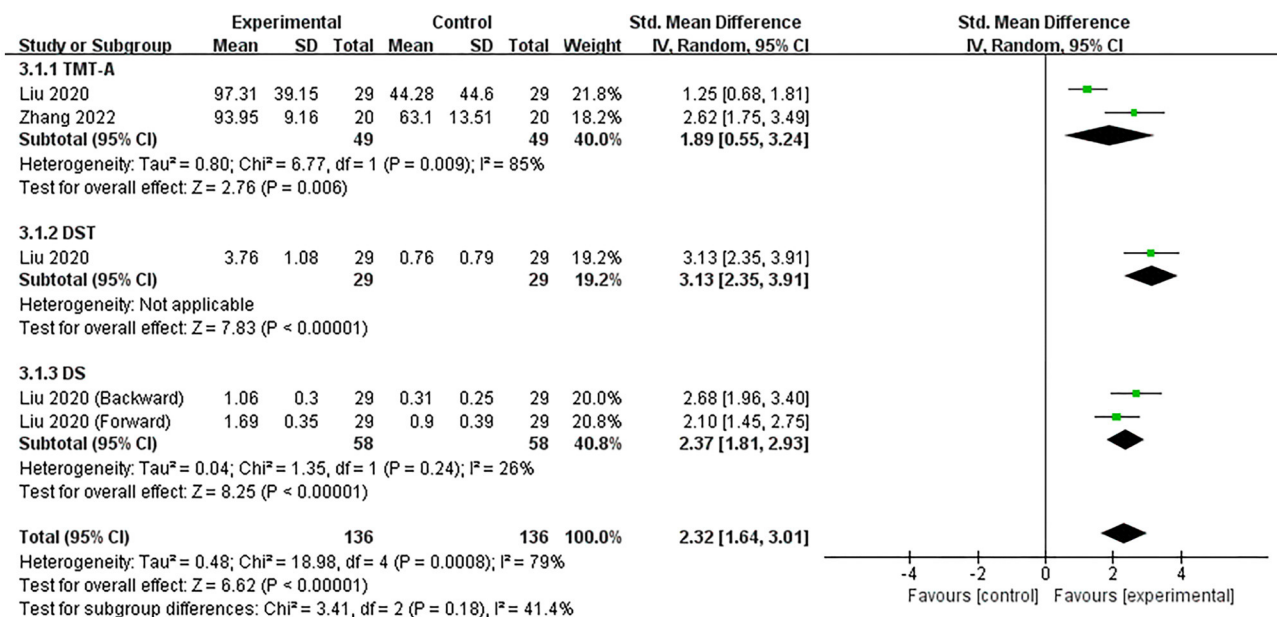 Experimental Control Std. Mean Difference Std. Mean Difference
Study or Subgroup Mean SD Total Mean SD Total Weight IV, Random, 95% CI IV, Random, 95% CI
3.1.1 TMT-A
Liu 2020 97.31 39.15 29 44.28 44.6 29 21.8% 1.25 [0.68, 1.81]
Zhang 2022 93.95 9.16 20 63.1 13.51 20 18.2% 2.62 [1.75, 3.49]
Subtotal (95% CI) 49 49 40.0% 1.89 [0.55, 3.24]
Heterogeneity: Tau² = 0.80; Chi² = 6.77, df = 1 (P = 0.009); I² = 85%
Test for overall effect: Z = 2.76 (P = 0.006)
3.1.2 DST
Liu 2020 3.76 1.08 29 0.76 0.79 29 19.2% 3.13 [2.35, 3.91]
Subtotal (95% CI) 29 29 19.2% 3.13 [2.35, 3.91]
Heterogeneity: Not applicable
Test for overall effect: Z = 7.83 (P < 0.00001)
3.1.3 DS
Liu 2020 (Backward) 1.06 0.3 29 0.31 0.25 29 20.0% 2.68 [1.96, 3.40]
Liu 2020 (Forward) 1.69 0.35 29 0.9 0.39 29 20.8% 2.10 [1.45, 2.75]
Subtotal (95% CI) 58 58 40.8% 2.37 [1.81, 2.93]
Heterogeneity: Tau² = 0.04; Chi² = 1.35, df = 1 (P = 0.24); I² = 26%
Test for overall effect: Z = 8.25 (P < 0.00001)
Total (95% CI) 136 136 100.0% 2.32 [1.64, 3.01]
Heterogeneity: Tau² = 0.48; Chi² = 18.98, df = 4 (P = 0.0008); I² = 79%
Test for overall effect: Z = 6.62 (P < 0.00001)
Test for subgroup differences: Chi² = 3.41, df = 2 (P = 0.18), I² = 41.4%
-4 -2 0 2 4
Favours [control] Favours [experimental]